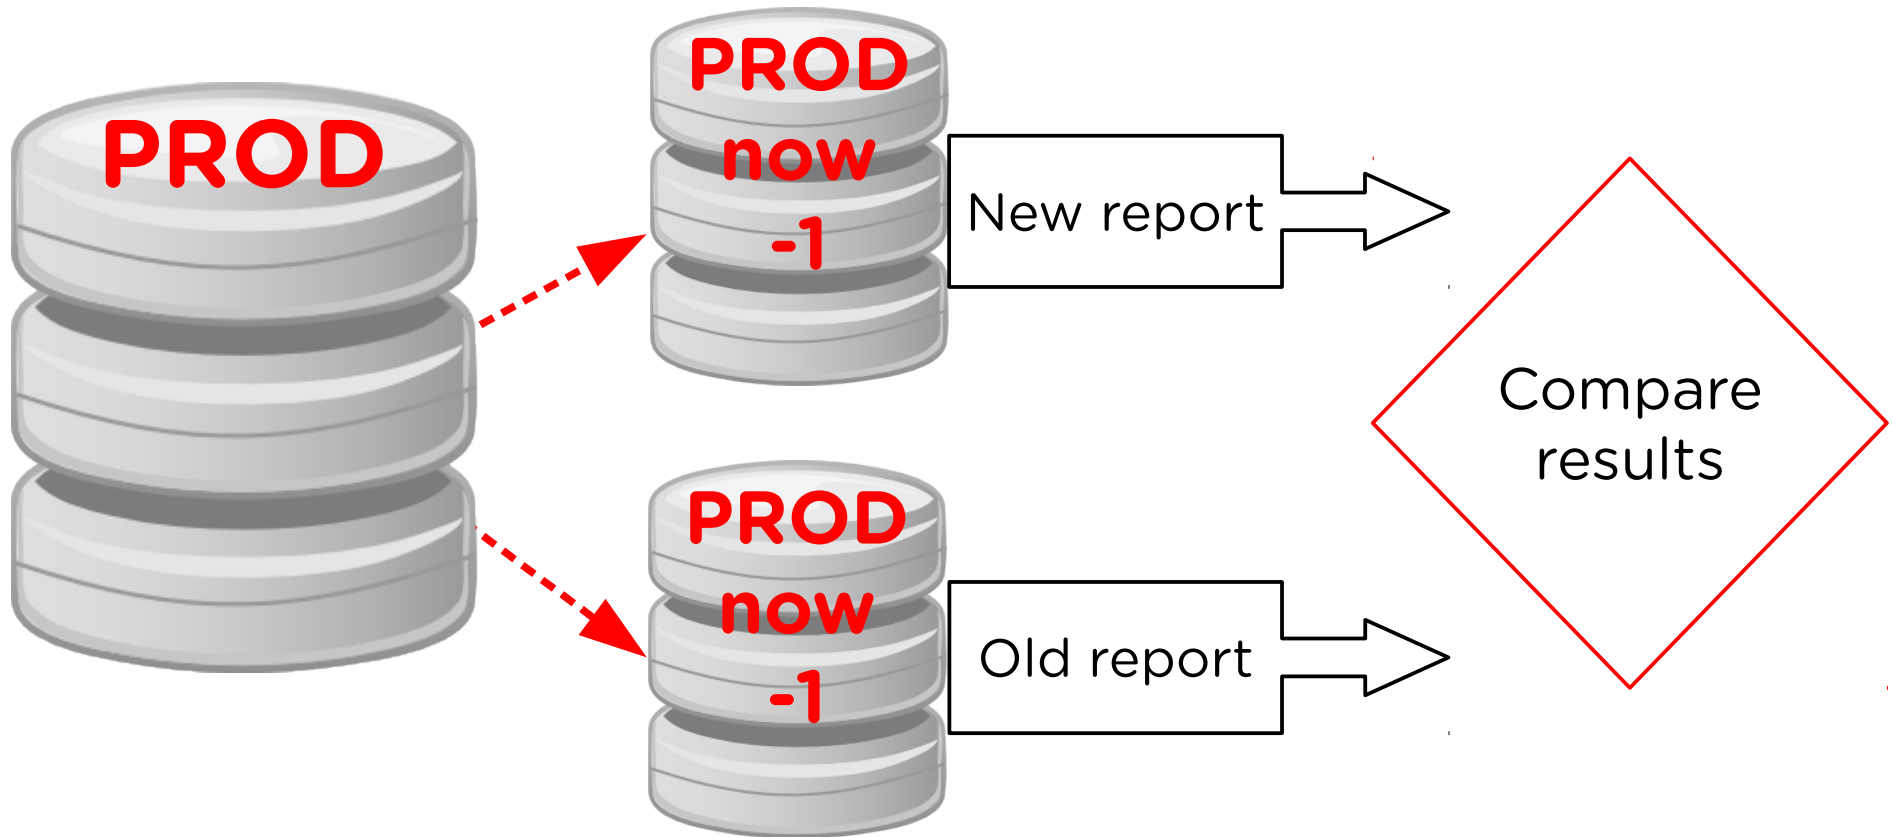 PROD
PROD
now
-1
New report
PROD
now
-1
Old report
Compare
results